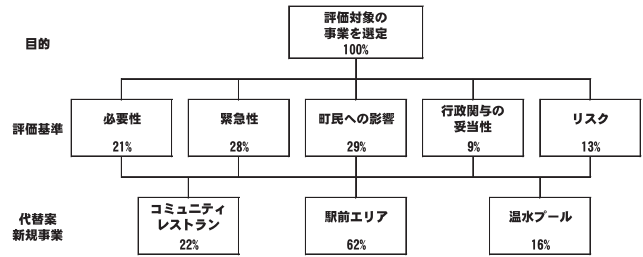 評価対象の
事業を選定
100%
目的
必要性
21%
緊急性
28%
町民への影響
29%
行政関与の
妥当性
9%
リスク
13%
評価基準
コミュニティ
レストラン
22%
駅前エリア
62%
温水プール
16%
代替案
新規事業